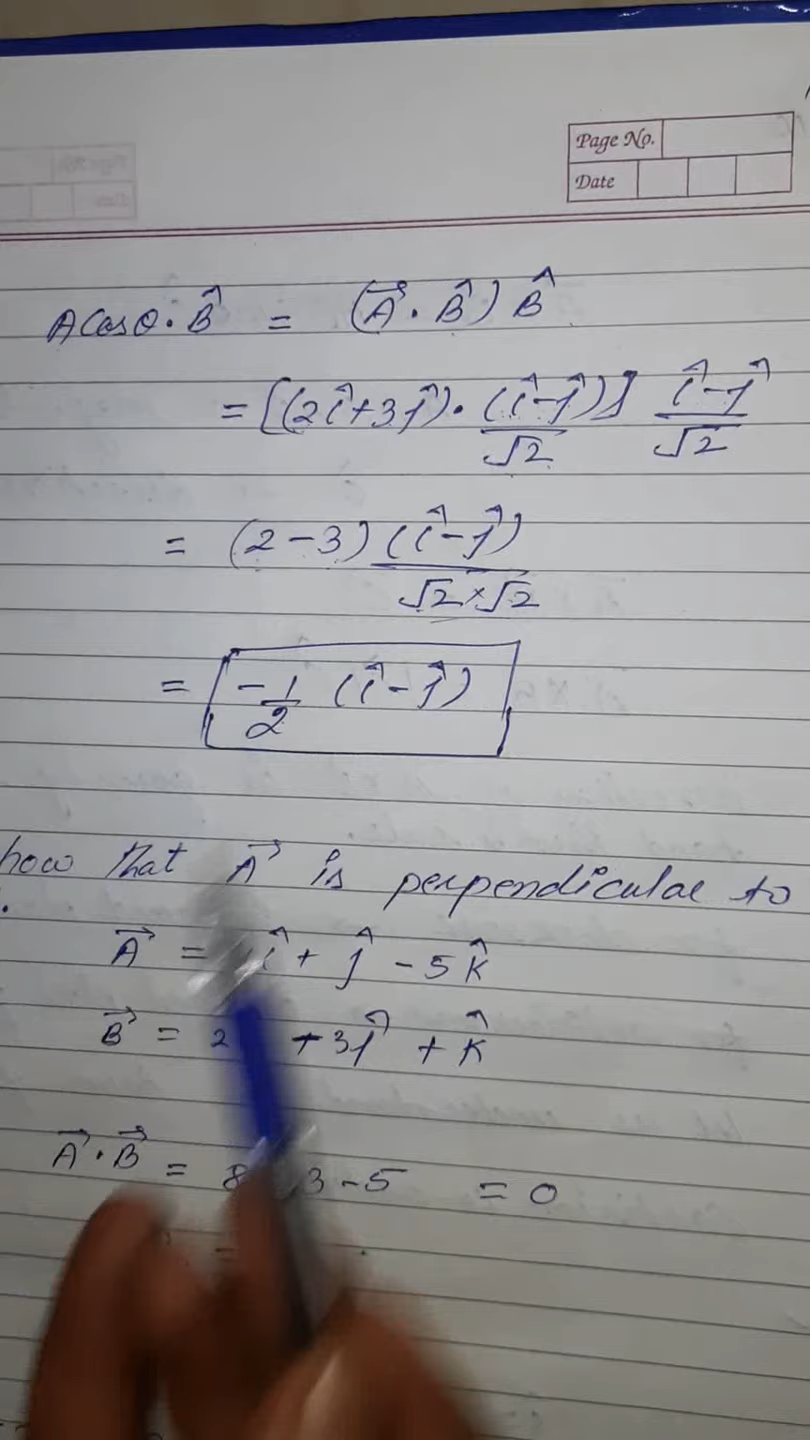 Page No.
Date
A cosθ · B̂ = (A⃗ · B̂) B̂
= [(2î+3ĵ) · (î-ĵ)/√2] (î-ĵ)/√2
= (2-3) (î-ĵ)/(√2×√2)
= -1/2 (î-ĵ)
how that A⃗ is perpendicular to
A⃗ = î + ĵ - 5k̂
B⃗ = 2 + 3ĵ + k̂
A⃗ · B⃗ = 8 3 - 5 = 0
=